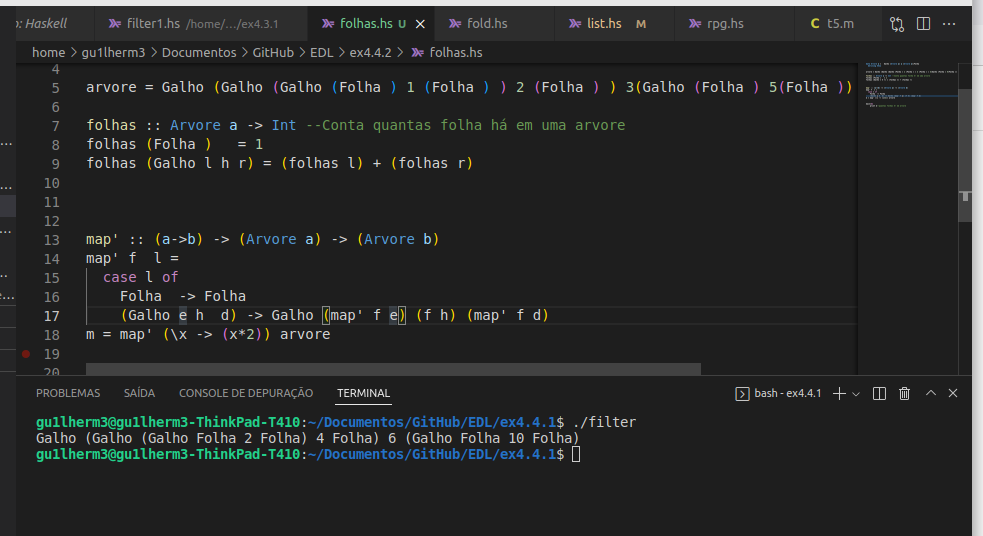 : Haskell filter1.hs /home/.../ex4.3.1 folhas.hs U fold.hs list.hs M rpg.hs C t5.m
home > gu1lherm3 > Documentos > GitHub > EDL > ex4.4.2 > folhas.hs
4
5 arvore = Galho (Galho (Galho (Folha ) 1 (Folha ) ) 2 (Folha ) ) 3(Galho (Folha ) 5(Folha ))
6
7 folhas :: Arvore a -> Int --Conta quantas folha há em uma arvore
8 folhas (Folha )   = 1
9 folhas (Galho l h r) = (folhas l) + (folhas r)
10
11
12
13 map' :: (a->b) -> (Arvore a) -> (Arvore b)
14 map' f  l =
15   case l of
16     Folha  -> Folha
17     (Galho e h  d) -> Galho (map' f e) (f h) (map' f d)
18 m = map' (\x -> (x*2)) arvore
19
20
PROBLEMAS SAÍDA CONSOLE DE DEPURAÇÃO TERMINAL bash - ex4.4.1
gu1lherm3@gu1lherm3-ThinkPad-T410:~/Documentos/GitHub/EDL/ex4.4.1$ ./filter
Galho (Galho (Galho Folha 2 Folha) 4 Folha) 6 (Galho Folha 10 Folha)
gu1lherm3@gu1lherm3-ThinkPad-T410:~/Documentos/GitHub/EDL/ex4.4.1$